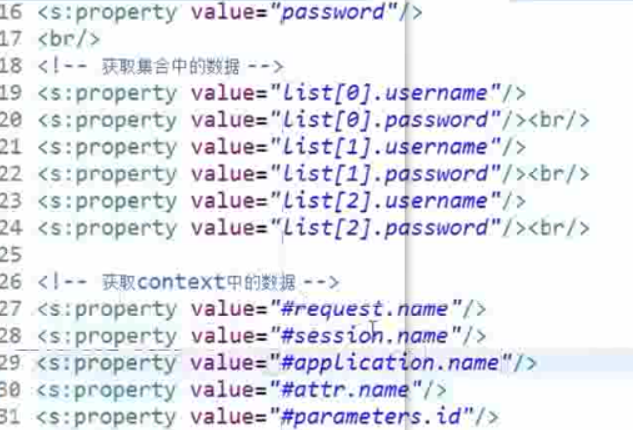 16 <s:property value="password"/>
17 <br/>
18 <!-- 获取集合中的数据 -->
19 <s:property value="list[0].username"/>
20 <s:property value="list[0].password"/><br/>
21 <s:property value="list[1].username"/>
22 <s:property value="list[1].password"/><br/>
23 <s:property value="list[2].username"/>
24 <s:property value="list[2].password"/><br/>
25
26 <!-- 获取context中的数据 -->
27 <s:property value="#request.name"/>
28 <s:property value="#session.name"/>
29 <s:property value="#application.name"/>
30 <s:property value="#attr.name"/>
31 <s:property value="#parameters.id"/>